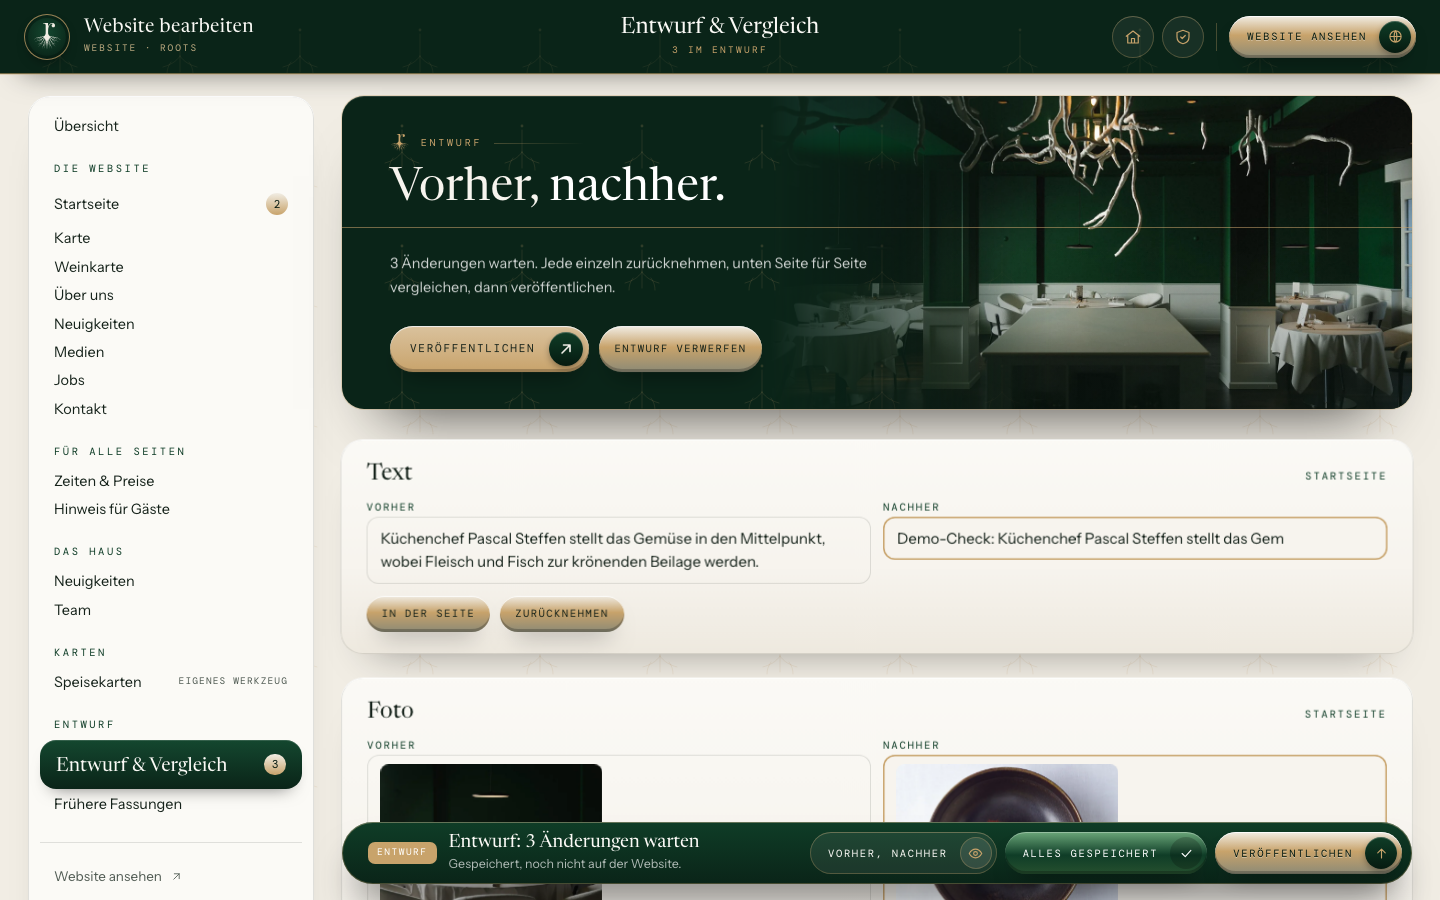 Website bearbeiten
WEBSITE · ROOTS
Entwurf & Vergleich
3 IM ENTWURF
WEBSITE ANSEHEN
Übersicht
DIE WEBSITE
Startseite 2
Karte
Weinkarte
Über uns
Neuigkeiten
Medien
Jobs
Kontakt
FÜR ALLE SEITEN
Zeiten & Preise
Hinweis für Gäste
DAS HAUS
Neuigkeiten
Team
KARTEN
Speisekarten EIGENES WERKZEUG
ENTWURF
Entwurf & Vergleich 3
Frühere Fassungen
Website ansehen
r ENTWURF
Vorher, nachher.
3 Änderungen warten. Jede einzeln zurücknehmen, unten Seite für Seite
vergleichen, dann veröffentlichen.
VERÖFFENTLICHEN
ENTWURF VERWERFEN
Text
STARTSEITE
VORHER
Küchenchef Pascal Steffen stellt das Gemüse in den Mittelpunkt,
wobei Fleisch und Fisch zur krönenden Beilage werden.
NACHHER
Demo-Check: Küchenchef Pascal Steffen stellt das Gem
IN DER SEITE
ZURÜCKNEHMEN
Foto
STARTSEITE
VORHER
NACHHER
ENTWURF
Entwurf: 3 Änderungen warten
Gespeichert, noch nicht auf der Website.
VORHER, NACHHER
ALLES GESPEICHERT
VERÖFFENTLICHEN